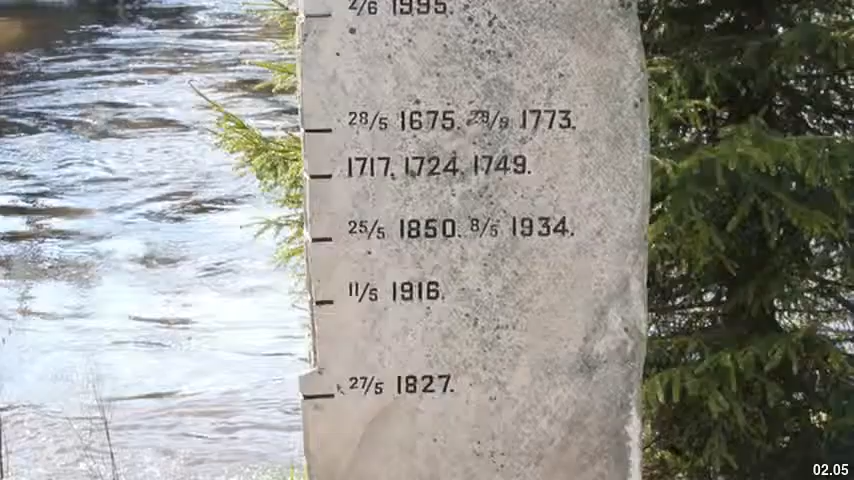 2/6 1995.
28/5 1675. 28/9 1773.
1717. 1724. 1749.
25/5 1850. 8/5 1934.
11/5 1916.
27/5 1827.
02.05